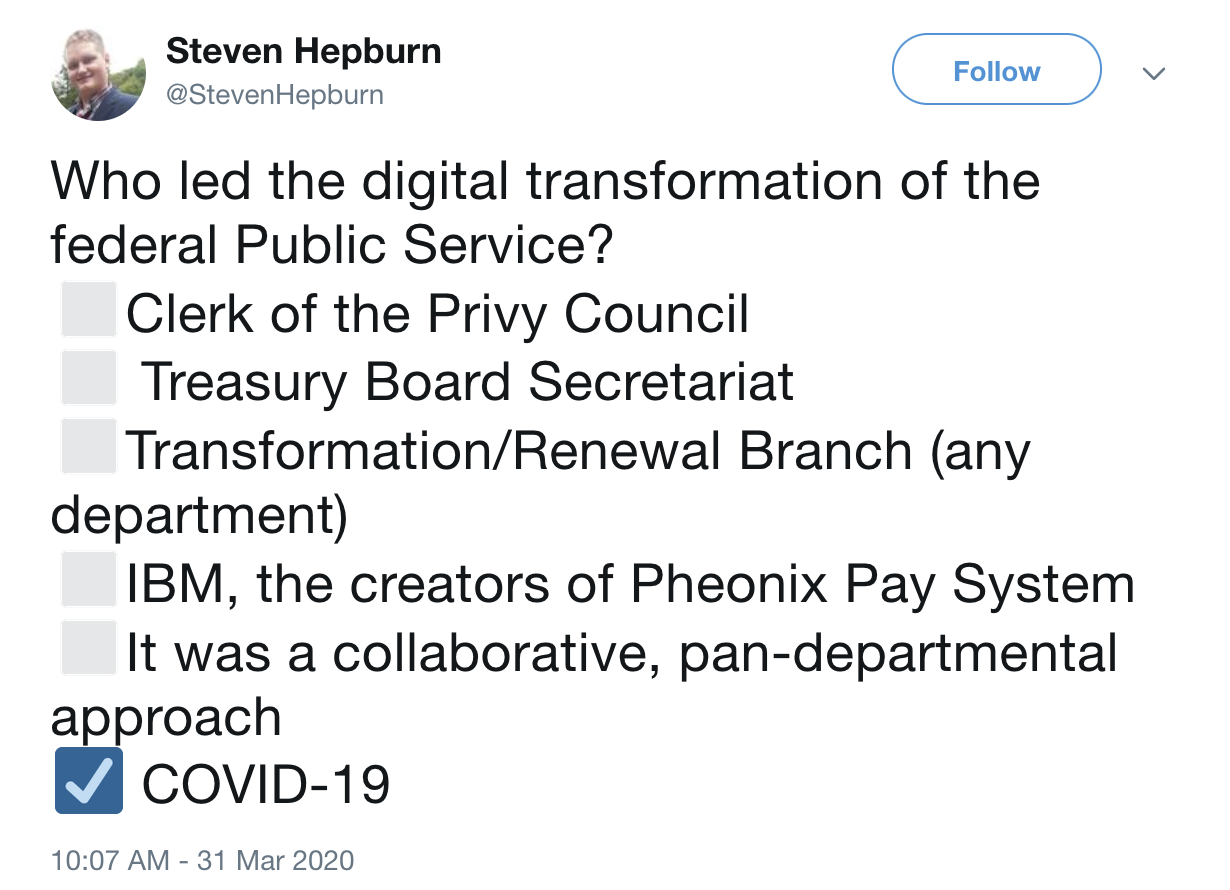 Steven Hepburn
@StevenHepburn
Follow
Who led the digital transformation of the
federal Public Service?
Clerk of the Privy Council
Treasury Board Secretariat
Transformation/Renewal Branch (any
department)
IBM, the creators of Pheonix Pay System
It was a collaborative, pan-departmental
approach
COVID-19
10:07 AM - 31 Mar 2020